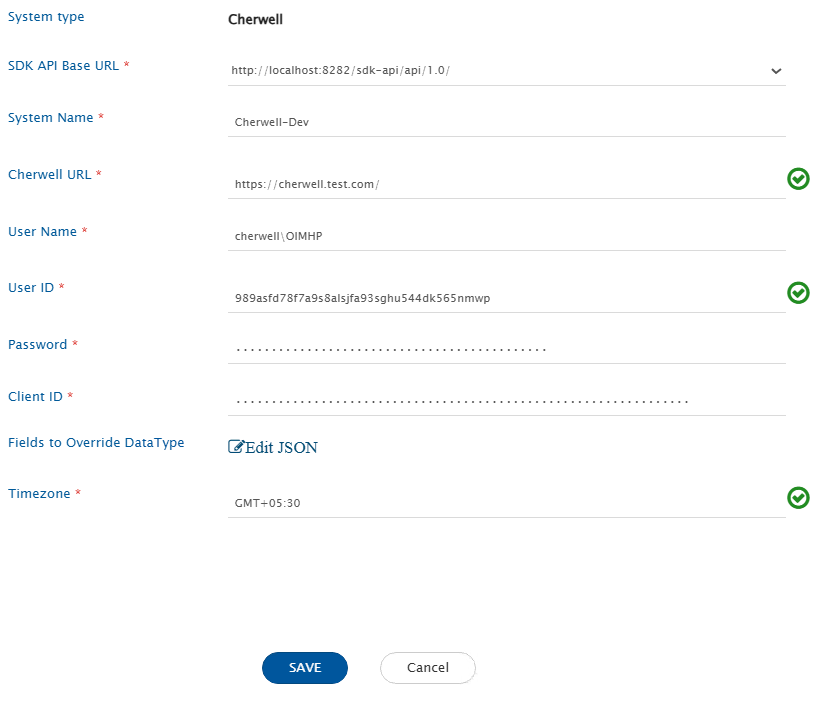 System type
Cherwell
SDK API Base URL *
http://localhost:8282/sdk-api/api/1.0/
System Name *
Cherwell-Dev
Cherwell URL *
https://cherwell.test.com/
User Name *
cherwell\OIMHP
User ID *
989asfd78f7a9s8alsjfa93sghu544dk565nmwp
Password *
Client ID *
Fields to Override DataType
Edit JSON
Timezone *
GMT+05:30
SAVE
Cancel